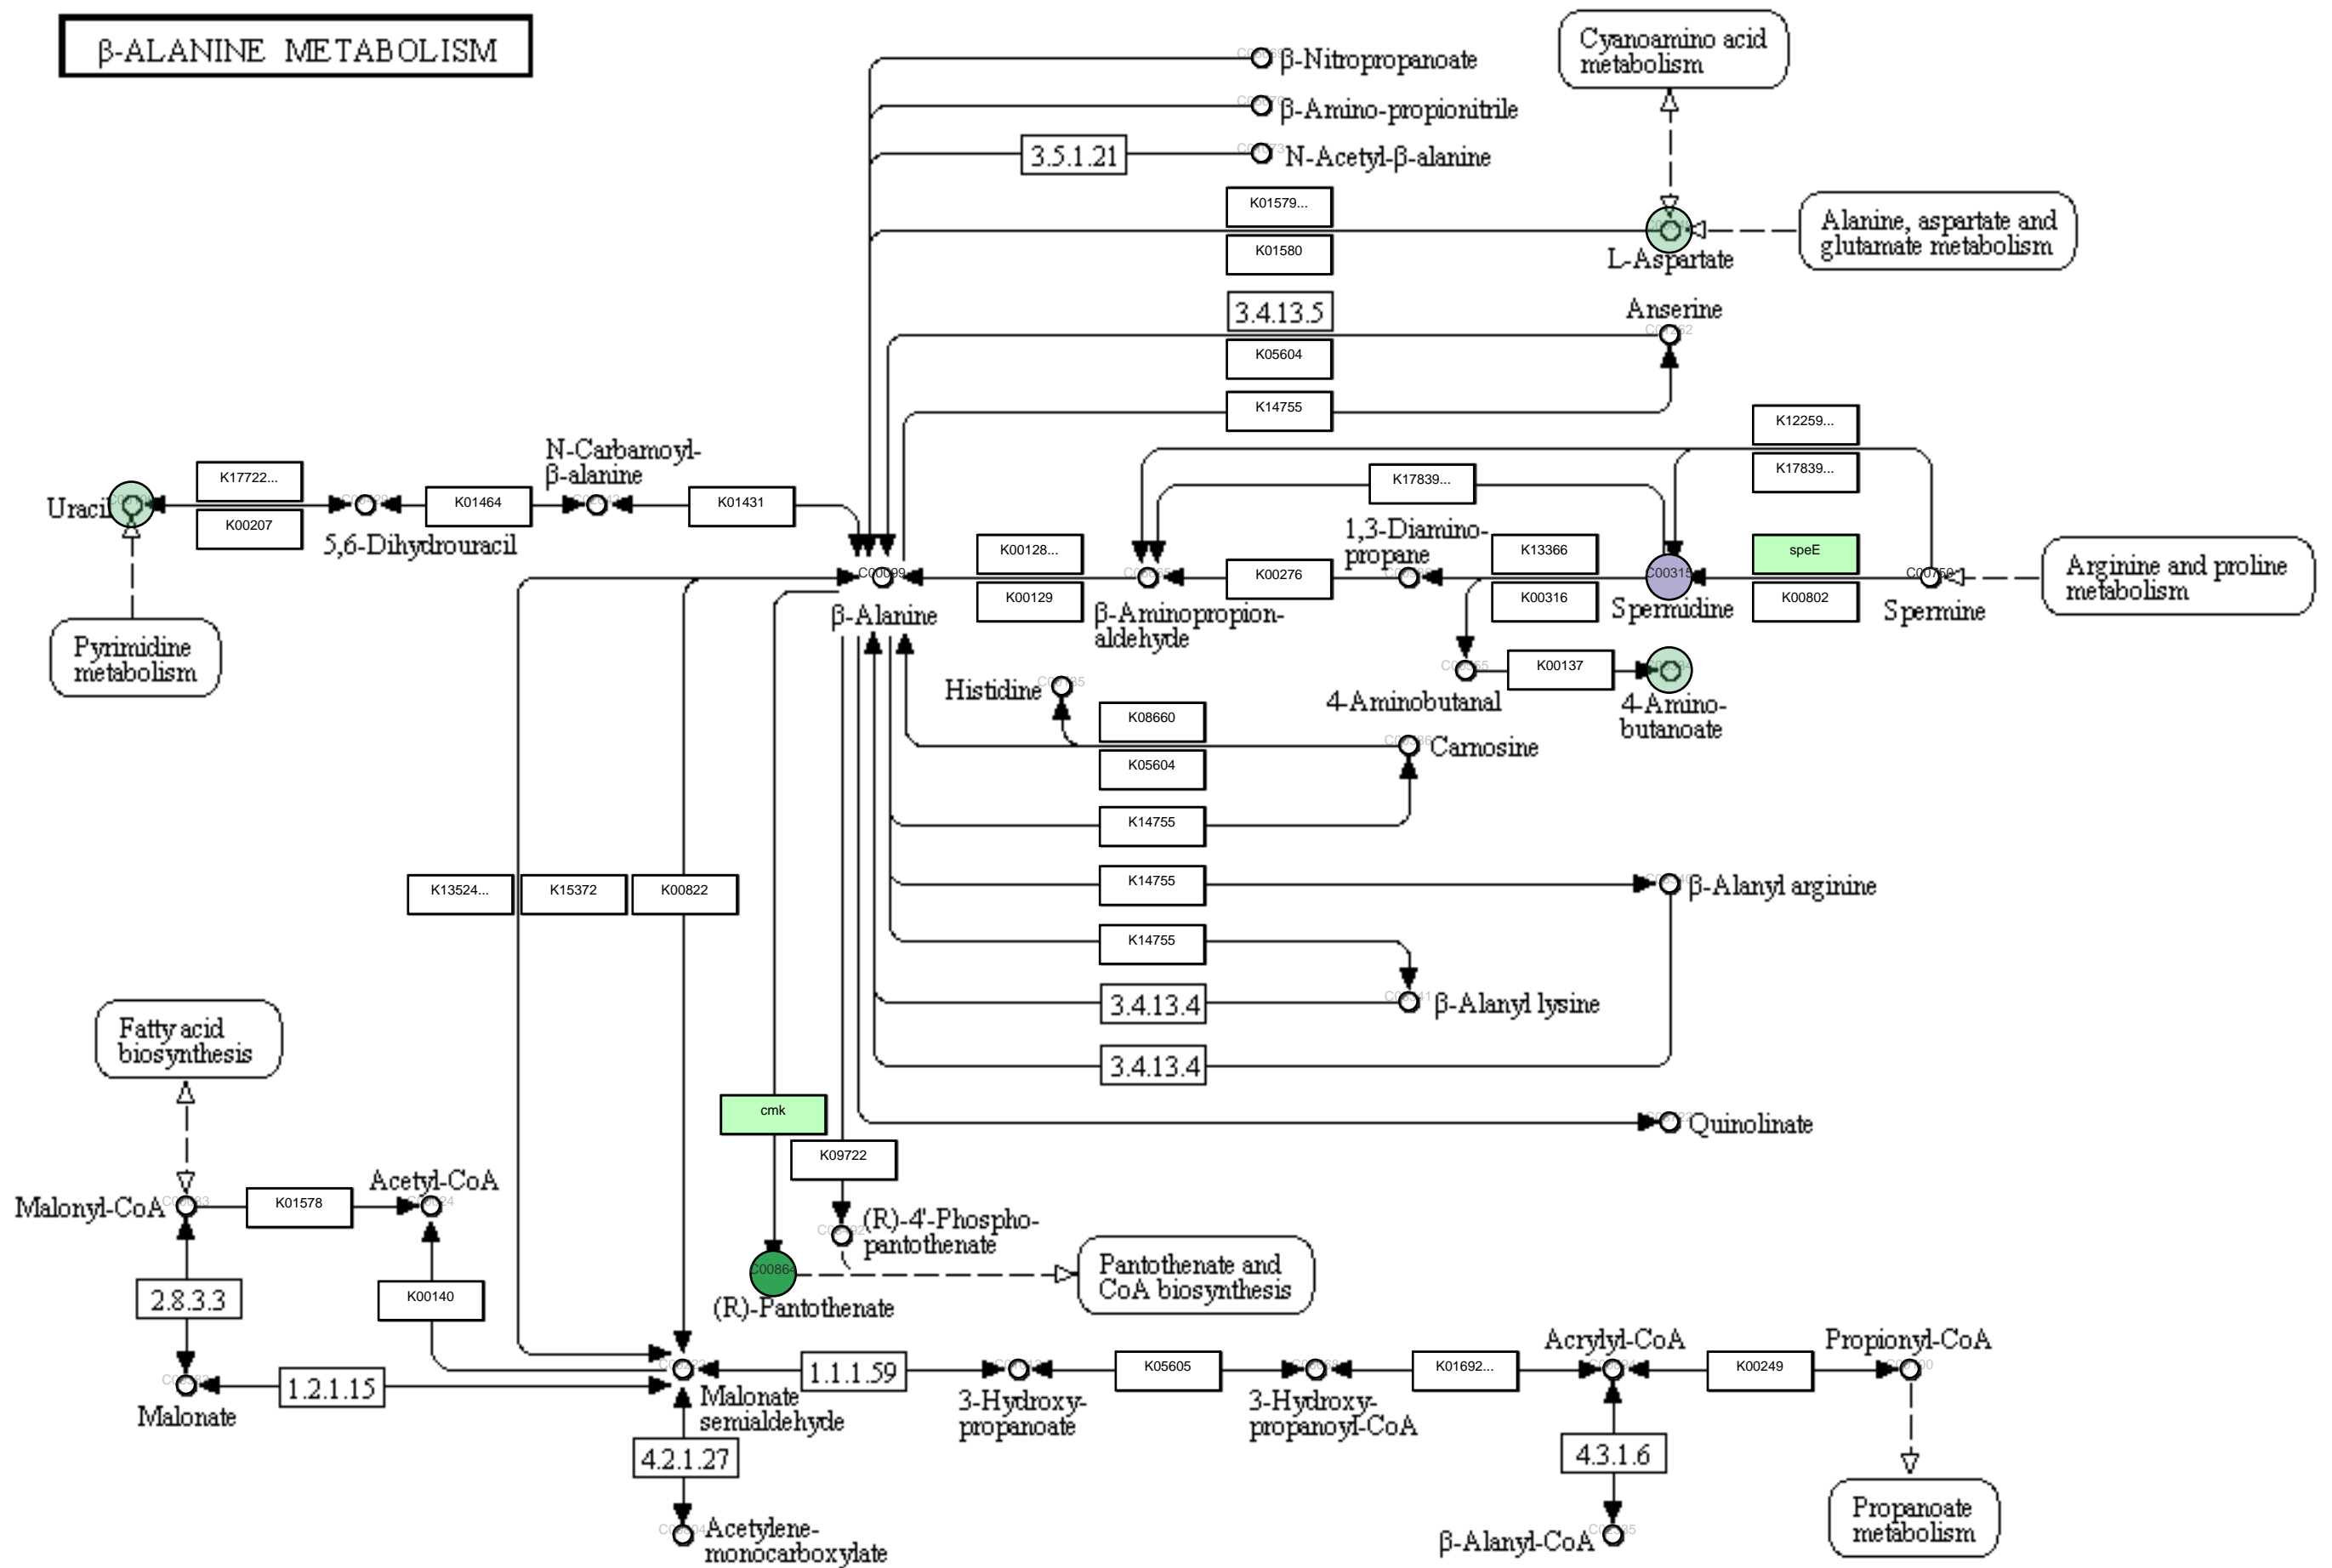 β-ALANINE METABOLISM
β-Nitropropanoate
β-Amino-propionitrile
3.5.1.21
N-Acetyl-β-alanine
Cyanoamino acid
metabolism
K01579...
K01580
L-Aspartate
Alanine, aspartate and
glutamate metabolism
3.4.13.5
K05604
Anserine
K14755
K12259...
K17839...
K17839...
Uracil
K17722...
K00207
5,6-Dihydrouracil
K01464
N-Carbamoyl-
β-alanine
K01431
C00099
β-Alanine
K00128...
K00129
β-Aminopropion-
aldehyde
K00276
1,3-Diamino-
propane
K13366
K00316
C00315
Spermidine
speE
K00802
C00750
Spermine
Arginine and proline
metabolism
Pyrimidine
metabolism
4-Aminobutanal
K00137
4-Amino-
butanoate
Histidine
K08660
K05604
Carnosine
K14755
K13524...
K15372
K00822
K14755
β-Alanyl arginine
K14755
3.4.13.4
β-Alanyl lysine
3.4.13.4
Fatty acid
biosynthesis
cmk
Quinolinate
K09722
Malonyl-CoA
K01578
Acetyl-CoA
(R)-4'-Phospho-
pantothenate
C00864
(R)-Pantothenate
Pantothenate and
CoA biosynthesis
2.8.3.3
K00140
Malonate
1.2.1.15
Malonate
semialdehyde
1.1.1.59
3-Hydroxy-
propanoate
K05605
3-Hydroxy-
propanoyl-CoA
K01692...
Acrylyl-CoA
K00249
Propionyl-CoA
4.2.1.27
Acetylene-
monocarboxylate
4.3.1.6
β-Alanyl-CoA
Propanoate
metabolism